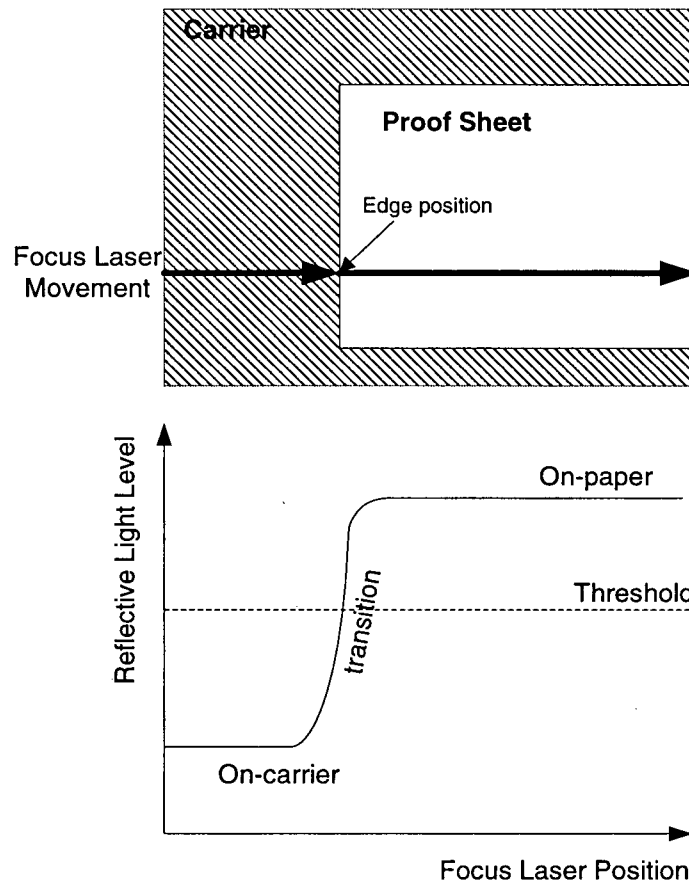 Carrier
Proof Sheet
Edge position
Focus Laser
Movement
Reflective Light Level
On-paper
Threshold
transition
On-carrier
Focus Laser Position